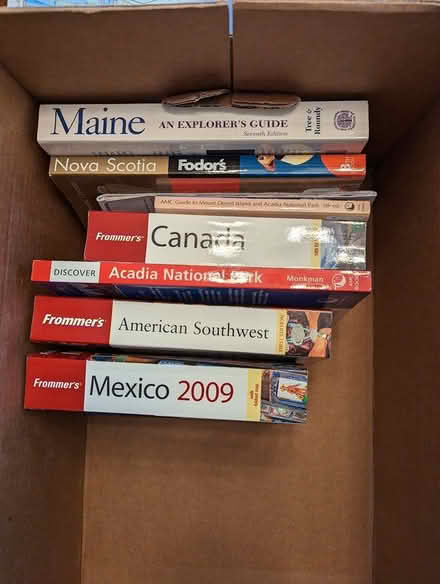 Maine AN EXPLORER'S GUIDE Tree & Roundy
Seventh Edition
Nova Scotia Fodor's
AMC Guide to Mount Desert Island and Acadia National Park
Frommer's Canada
DISCOVER Acadia National Park Monkman
Frommer's American Southwest
Frommer's Mexico 2009